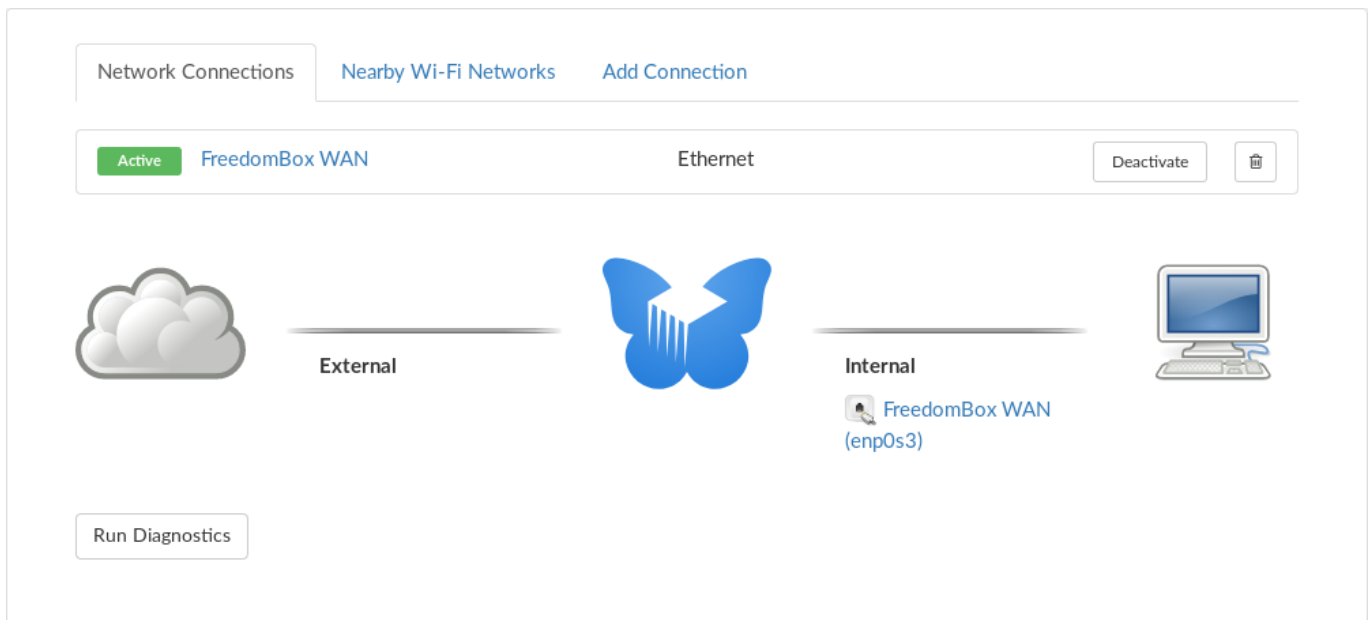 Network Connections Nearby Wi-Fi Networks Add Connection
Active FreedomBox WAN Ethernet Deactivate
External Internal
FreedomBox WAN
(enp0s3)
Run Diagnostics